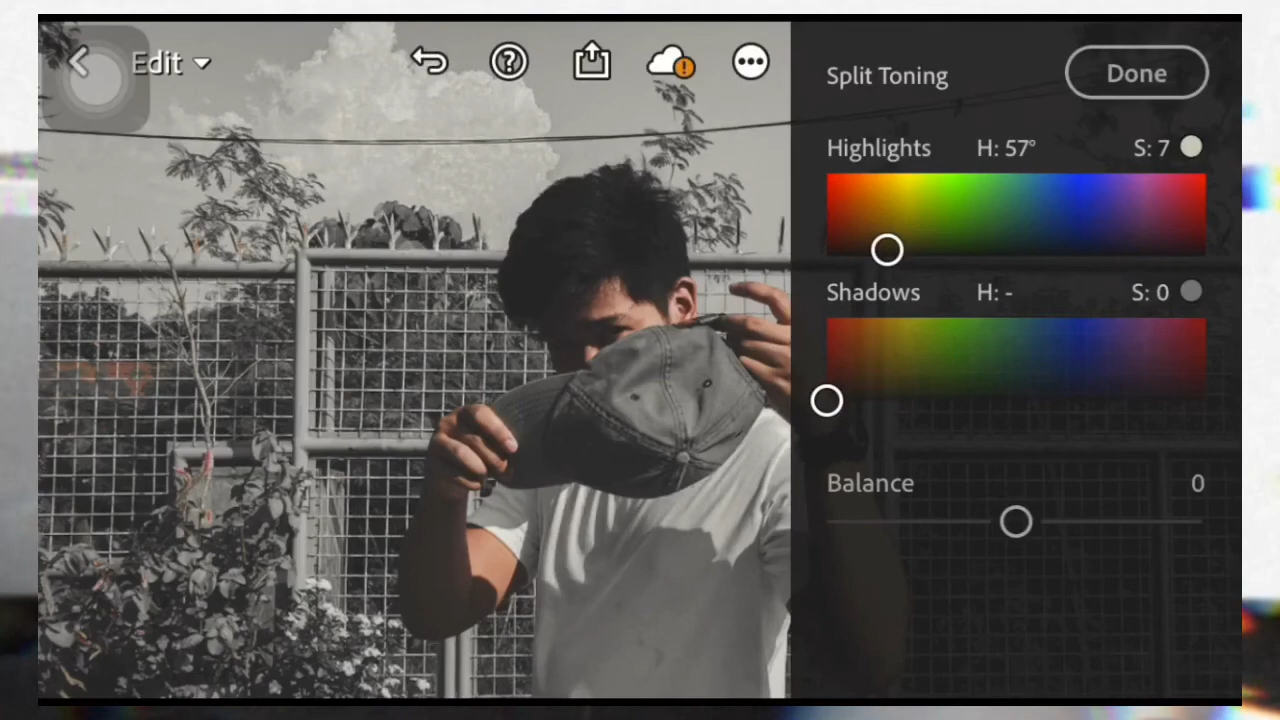 Edit
Split Toning
Done
Highlights H: 57° S: 7
Shadows H: - S: 0
Balance 0